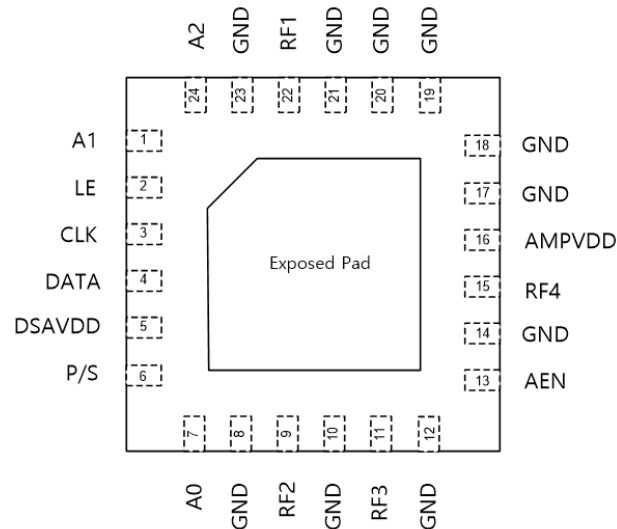 A2 GND RF1 GND GND GND
24 23 22 21 20 19
A1 1
LE 2
CLK 3
DATA 4
DSAVDD 5
P/S 6
Exposed Pad
18 GND
17 GND
16 AMPVDD
15 RF4
14 GND
13 AEN
7 8 9 10 11 12
A0 GND RF2 GND RF3 GND